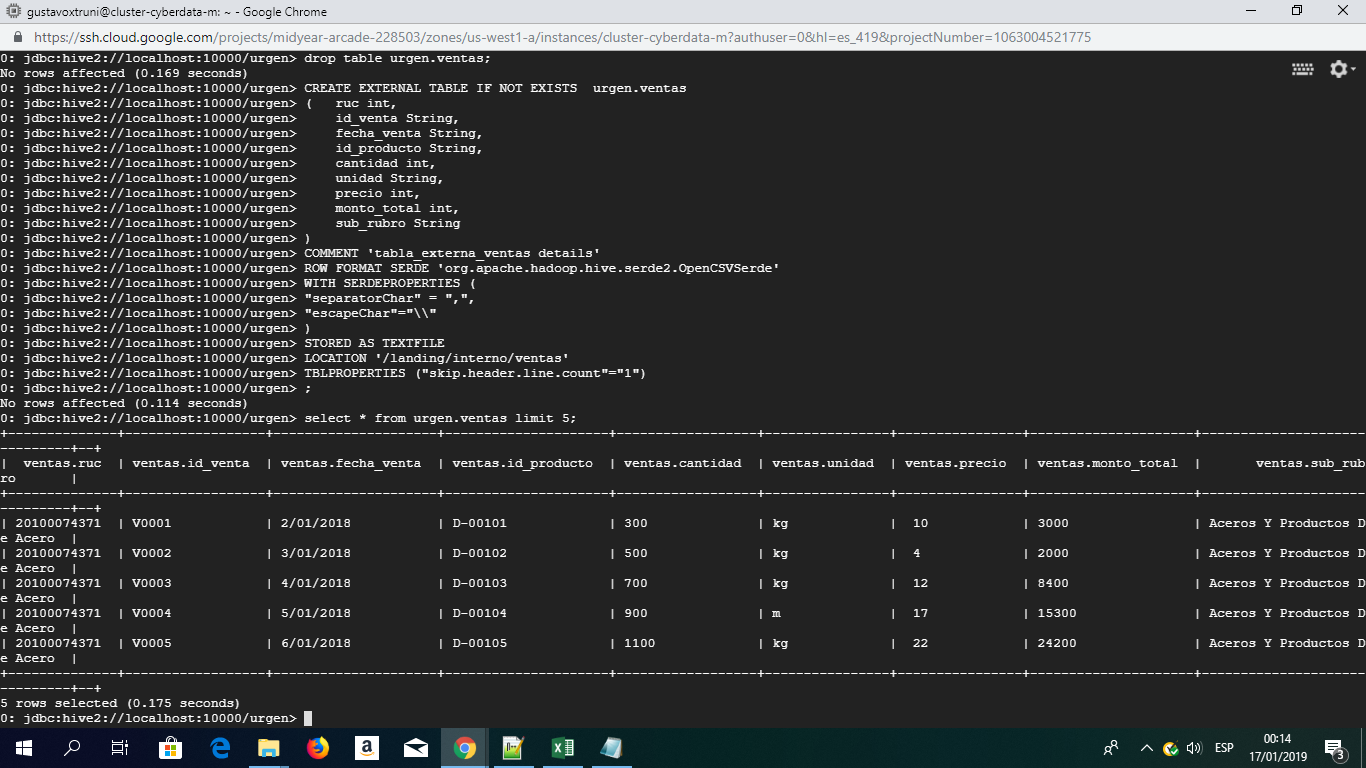 gustavoxtruni@cluster-cyberdata-m: ~ - Google Chrome
https://ssh.cloud.google.com/projects/midyear-arcade-228503/zones/us-west1-a/instances/cluster-cyberdata-m?authuser=0&hl=es_419&projectNumber=1063004521775
0: jdbc:hive2://localhost:10000/urgen> drop table urgen.ventas;
No rows affected (0.169 seconds)
0: jdbc:hive2://localhost:10000/urgen> CREATE EXTERNAL TABLE IF NOT EXISTS  urgen.ventas
0: jdbc:hive2://localhost:10000/urgen> (   ruc int,
0: jdbc:hive2://localhost:10000/urgen>     id_venta String,
0: jdbc:hive2://localhost:10000/urgen>     fecha_venta String,
0: jdbc:hive2://localhost:10000/urgen>     id_producto String,
0: jdbc:hive2://localhost:10000/urgen>     cantidad int,
0: jdbc:hive2://localhost:10000/urgen>     unidad String,
0: jdbc:hive2://localhost:10000/urgen>     precio int,
0: jdbc:hive2://localhost:10000/urgen>     monto_total int,
0: jdbc:hive2://localhost:10000/urgen>     sub_rubro String
0: jdbc:hive2://localhost:10000/urgen> )
0: jdbc:hive2://localhost:10000/urgen> COMMENT 'tabla_externa_ventas details'
0: jdbc:hive2://localhost:10000/urgen> ROW FORMAT SERDE 'org.apache.hadoop.hive.serde2.OpenCSVSerde'
0: jdbc:hive2://localhost:10000/urgen> WITH SERDEPROPERTIES (
0: jdbc:hive2://localhost:10000/urgen> "separatorChar" = ",",
0: jdbc:hive2://localhost:10000/urgen> "escapeChar"="\\"
0: jdbc:hive2://localhost:10000/urgen> )
0: jdbc:hive2://localhost:10000/urgen> STORED AS TEXTFILE
0: jdbc:hive2://localhost:10000/urgen> LOCATION '/landing/interno/ventas'
0: jdbc:hive2://localhost:10000/urgen> TBLPROPERTIES ("skip.header.line.count"="1")
0: jdbc:hive2://localhost:10000/urgen> ;
No rows affected (0.114 seconds)
0: jdbc:hive2://localhost:10000/urgen> select * from urgen.ventas limit 5;
+--------------+------------------+---------------------+---------------------+------------------+----------------+----------------+---------------------+---------------------
---------+--+
|  ventas.ruc  | ventas.id_venta  | ventas.fecha_venta  | ventas.id_producto  | ventas.cantidad  | ventas.unidad  | ventas.precio  | ventas.monto_total  |       ventas.sub_rub
ro       |
+--------------+------------------+---------------------+---------------------+------------------+----------------+----------------+---------------------+---------------------
---------+--+
| 20100074371  | V0001            | 2/01/2018           | D-00101             | 300              | kg             |  10            | 3000                | Aceros Y Productos D
e Acero  |
| 20100074371  | V0002            | 3/01/2018           | D-00102             | 500              | kg             |  4             | 2000                | Aceros Y Productos D
e Acero  |
| 20100074371  | V0003            | 4/01/2018           | D-00103             | 700              | kg             |  12            | 8400                | Aceros Y Productos D
e Acero  |
| 20100074371  | V0004            | 5/01/2018           | D-00104             | 900              | m              |  17            | 15300               | Aceros Y Productos D
e Acero  |
| 20100074371  | V0005            | 6/01/2018           | D-00105             | 1100             | kg             |  22            | 24200               | Aceros Y Productos D
e Acero  |
+--------------+------------------+---------------------+---------------------+------------------+----------------+----------------+---------------------+---------------------
---------+--+
5 rows selected (0.175 seconds)
0: jdbc:hive2://localhost:10000/urgen>
ESP
00:14
17/01/2019
3